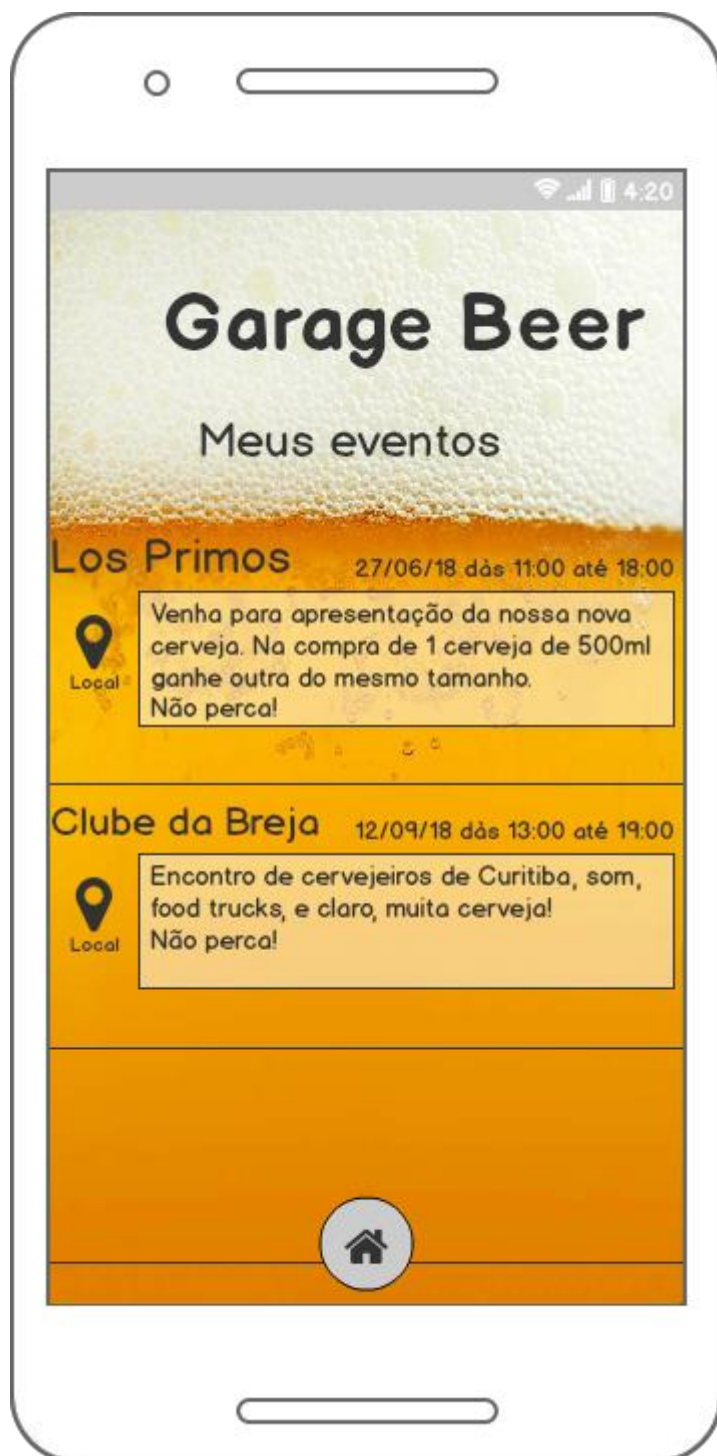 4:20
Garage Beer
Meus eventos
Los Primos
27/06/18 dàs 11:00 até 18:00
Venha para apresentação da nossa nova
cerveja. Na compra de 1 cerveja de 500ml
ganhe outra do mesmo tamanho.
Não perca!
Local
Clube da Breja
12/09/18 dàs 13:00 até 19:00
Encontro de cervejeiros de Curitiba, som,
food trucks, e claro, muita cerveja!
Não perca!
Local